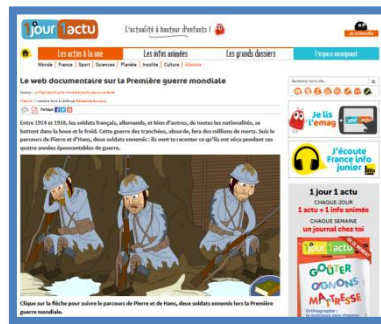 1jour1actu
L'actualité à hauteur d'enfants !
Je m'identifie
Les actus à la une Les infos animées Les grands dossiers L'espace enseignant
Monde France Sport Sciences Planète Insolite Culture Histoire
Le web documentaire sur la Première guerre mondiale
Entre 1914 et 1918, les soldats français, allemands, et bien d'autres, de toutes les nationalités, se
battent dans la boue et le froid. Cette guerre des tranchées, absurde, fera des millions de morts. Suis le
parcours de Pierre et d'Hans, deux soldats ennemis : ils vont te raconter ce qu'ils ont vécu pendant ces
quatre années épouvantables de guerre.
Clique sur la flèche pour suivre le parcours de Pierre et de Hans, deux soldats ennemis lors la Première
guerre mondiale.
Je lis
l'emag
J'écoute
France info
junior
1 jour 1 actu
CHAQUE JOUR
1 actu + 1 info animée
CHAQUE SEMAINE
un journal chez toi
1jour1actu
GOÛTER
OGNONS
MAÎTRESSE
Orthographe :